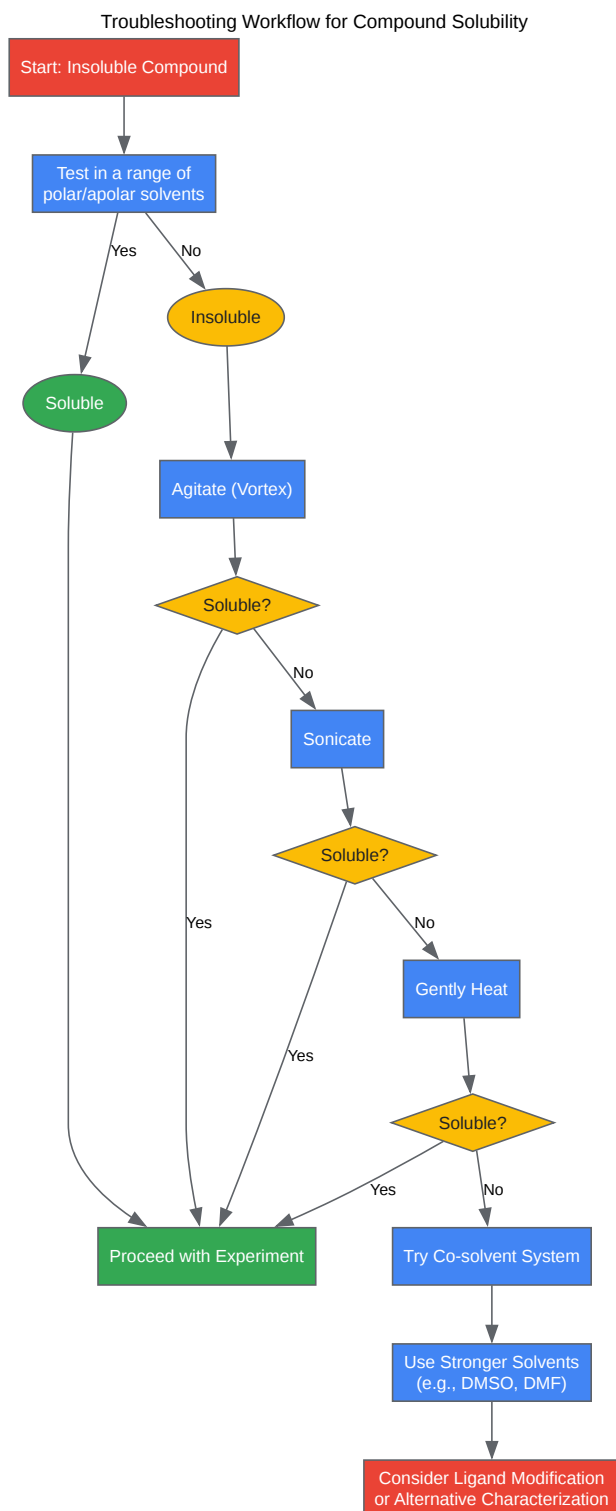 Troubleshooting Workflow for Compound Solubility
Start: Insoluble Compound
Test in a range of
polar/apolar solvents
Yes
No
Insoluble
Soluble
Agitate (Vortex)
Soluble?
No
Sonicate
Soluble?
Yes
No
Gently Heat
Yes
Soluble?
Yes
No
Proceed with Experiment
Try Co-solvent System
Use Stronger Solvents
(e.g., DMSO, DMF)
Consider Ligand Modification
or Alternative Characterization